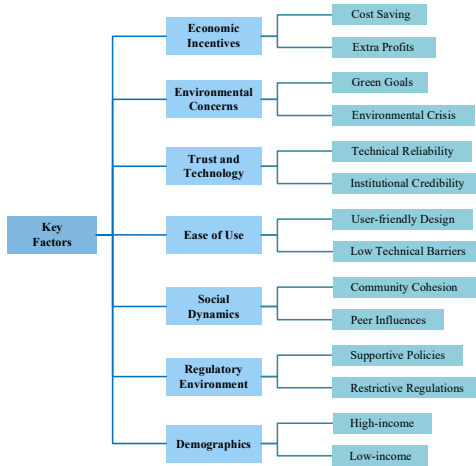 Key
Factors
Economic
Incentives
Cost Saving
Extra Profits
Environmental
Concerns
Green Goals
Environmental Crisis
Trust and
Technology
Technical Reliability
Institutional Credibility
Ease of Use
User-friendly Design
Low Technical Barriers
Social
Dynamics
Community Cohesion
Peer Influences
Regulatory
Environment
Supportive Policies
Restrictive Regulations
Demographics
High-income
Low-income